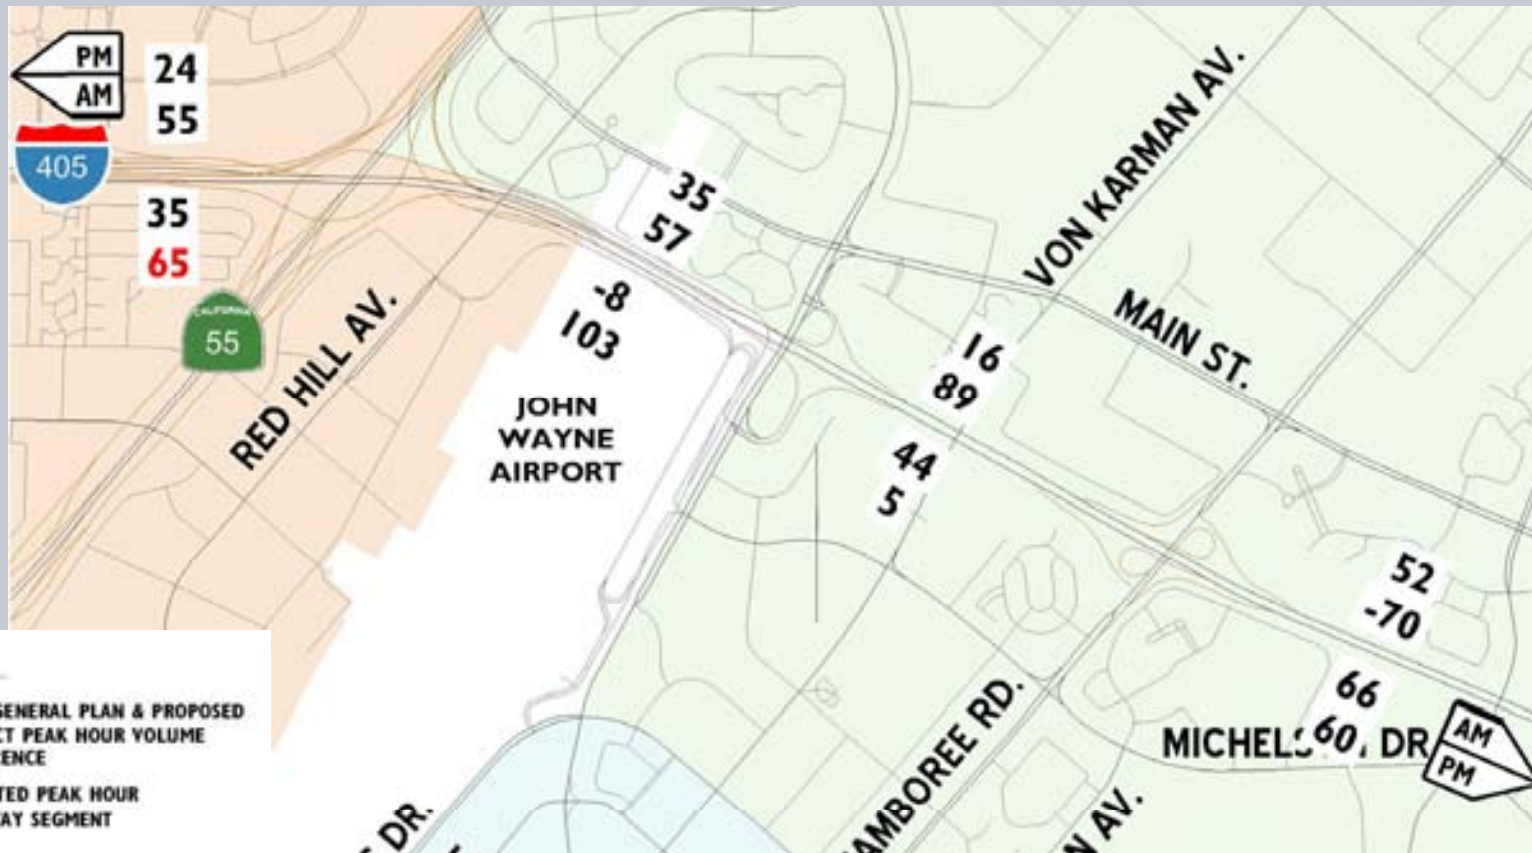 PM
AM
24
55
405
35
65
CALIFORNIA
55
RED HILL AV.
35
57
-8
103
JOHN
WAYNE
AIRPORT
VON KARMAN AV.
MAIN ST.
16
89
44
5
52
-70
66
60
DR
AM
PM
GENERAL PLAN & PROPOSED
CT PEAK HOUR VOLUME
RENCE
TED PEAK HOUR
AY SEGMENT
DR.
AMBOREE RD.
N AV.